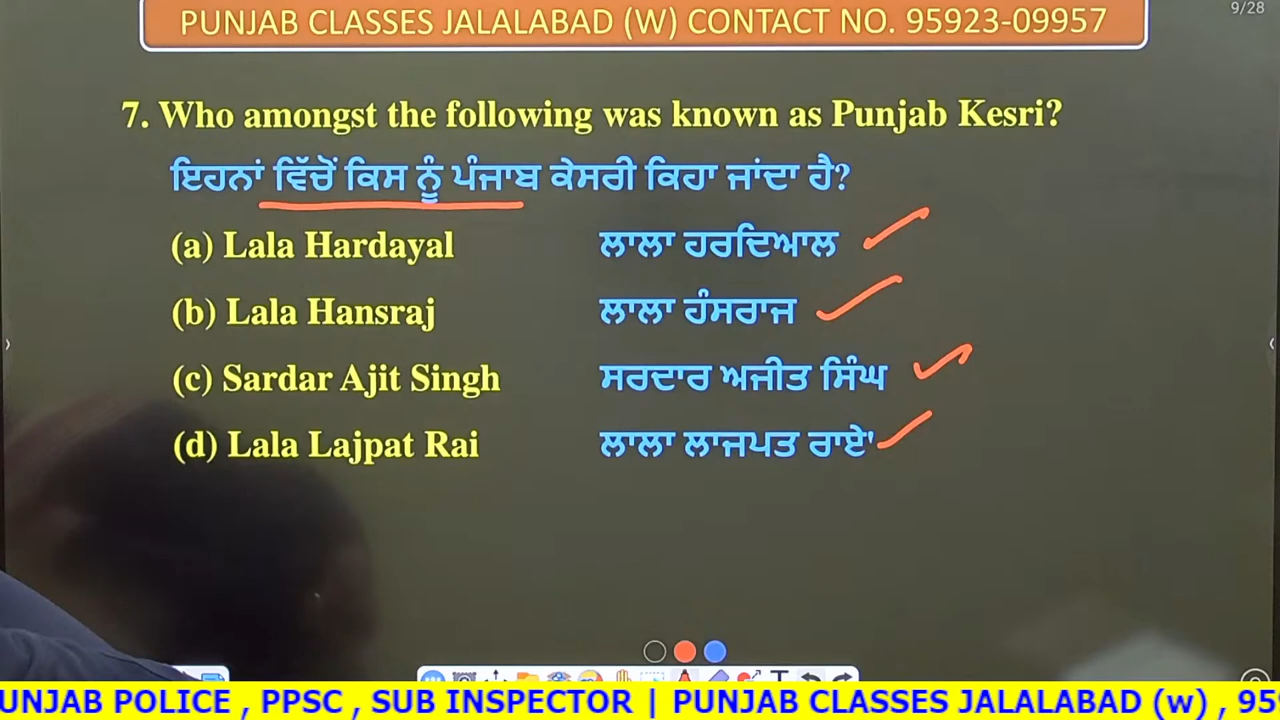 PUNJAB CLASSES JALALABAD (W) CONTACT NO. 95923-09957
9/28
7. Who amongst the following was known as Punjab Kesri?
ਇਹਨਾਂ ਵਿੱਚੋਂ ਕਿਸ ਨੂੰ ਪੰਜਾਬ ਕੇਸਰੀ ਕਿਹਾ ਜਾਂਦਾ ਹੈ?
(a) Lala Hardayal ਲਾਲਾ ਹਰਦਿਆਲ
(b) Lala Hansraj ਲਾਲਾ ਹੰਸਰਾਜ
(c) Sardar Ajit Singh ਸਰਦਾਰ ਅਜੀਤ ਸਿੰਘ
(d) Lala Lajpat Rai ਲਾਲਾ ਲਾਜਪਤ ਰਾਏ'
UNJAB POLICE , PPSC , SUB INSPECTOR | PUNJAB CLASSES JALALABAD (w) , 95